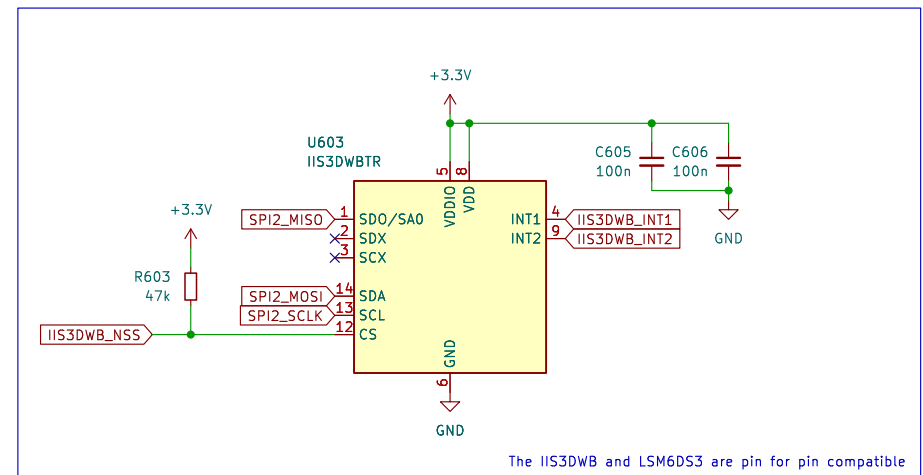 +3.3V
U603
IIS3DWBTR
C605
100n
C606
100n
GND
5
8
VDDIO
VDD
+3.3V
R603
47k
SPI2_MISO
1
SDO/SA0
2
SDX
3
SCX
SPI2_MOSI
14
SDA
SPI2_SCLK
13
SCL
IIS3DWB_NSS
12
CS
INT1
4
IIS3DWB_INT1
INT2
9
IIS3DWB_INT2
GND
6
GND
The IIS3DWB and LSM6DS3 are pin for pin compatible